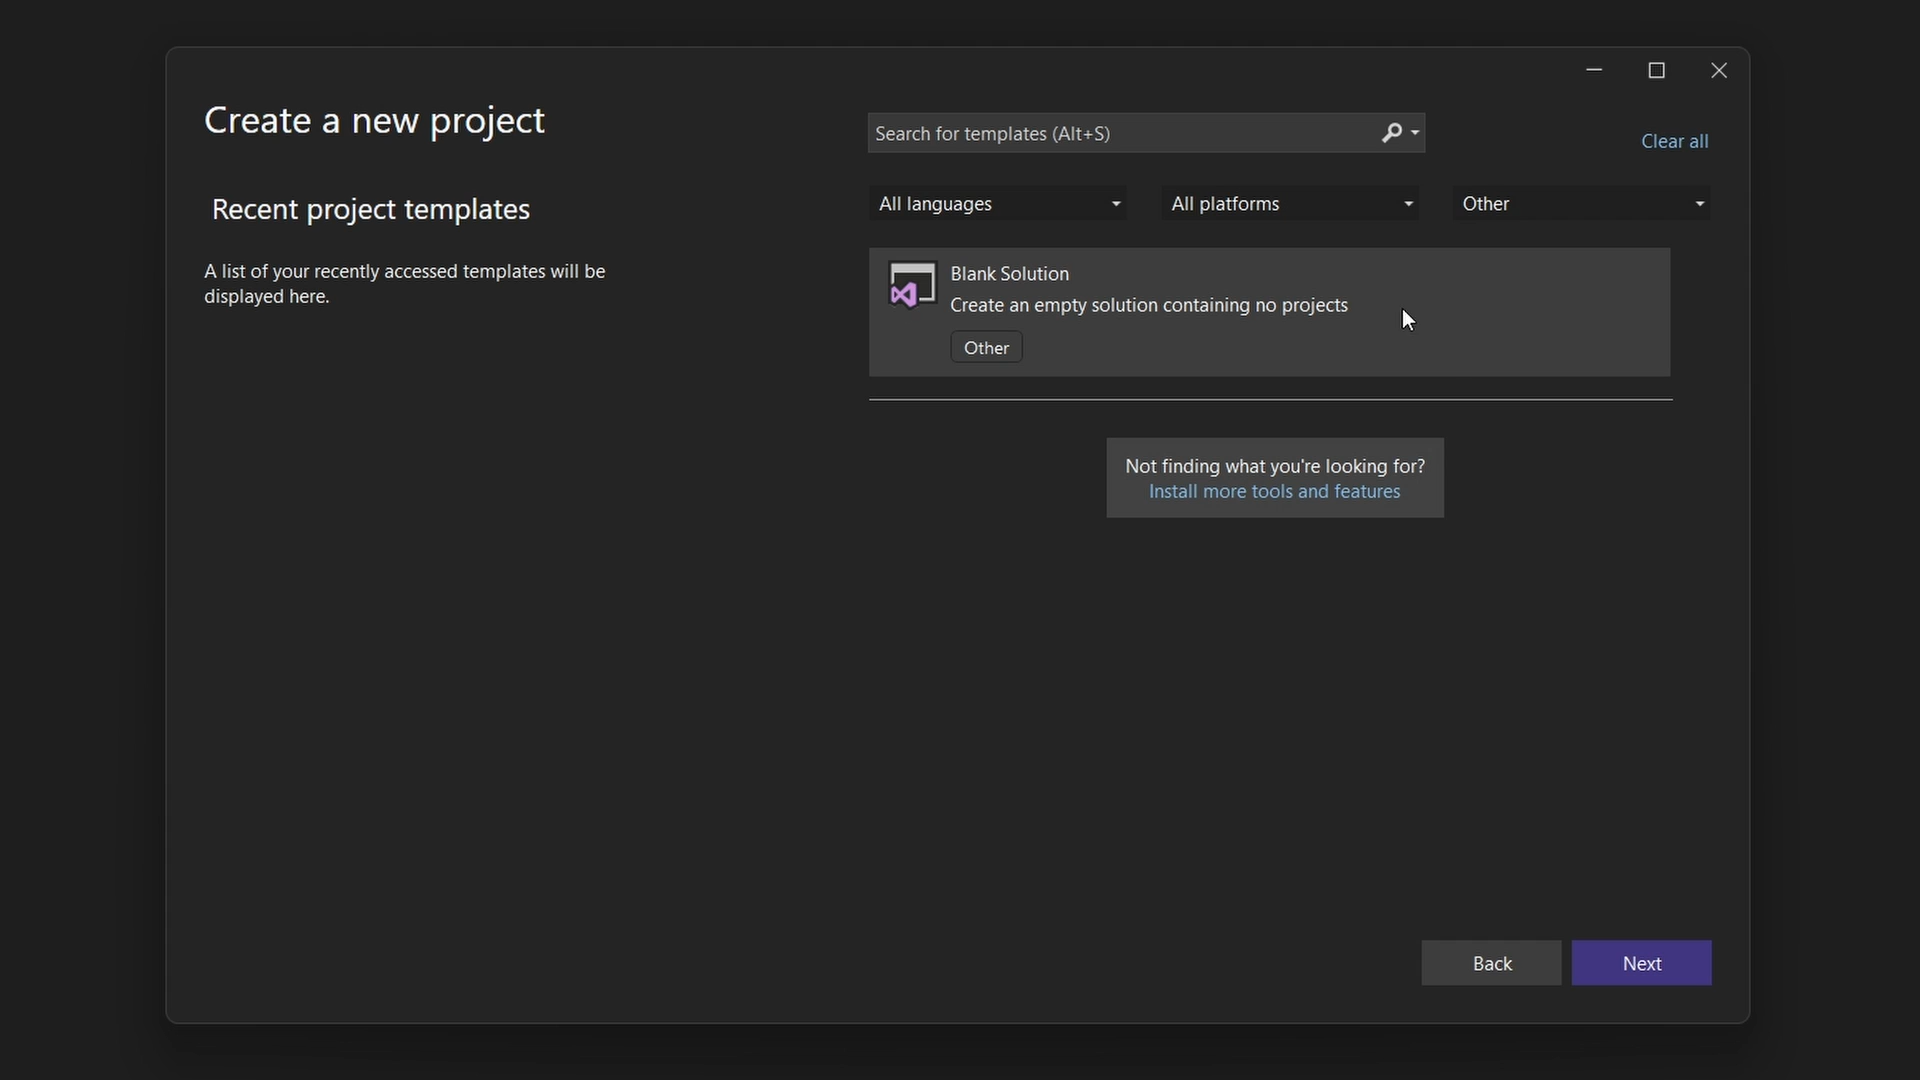 Create a new project
Search for templates (Alt+S)
Clear all
Recent project templates
All languages
All platforms
Other
A list of your recently accessed templates will be
displayed here.
Blank Solution
Create an empty solution containing no projects
Other
Not finding what you're looking for?
Install more tools and features
Back
Next